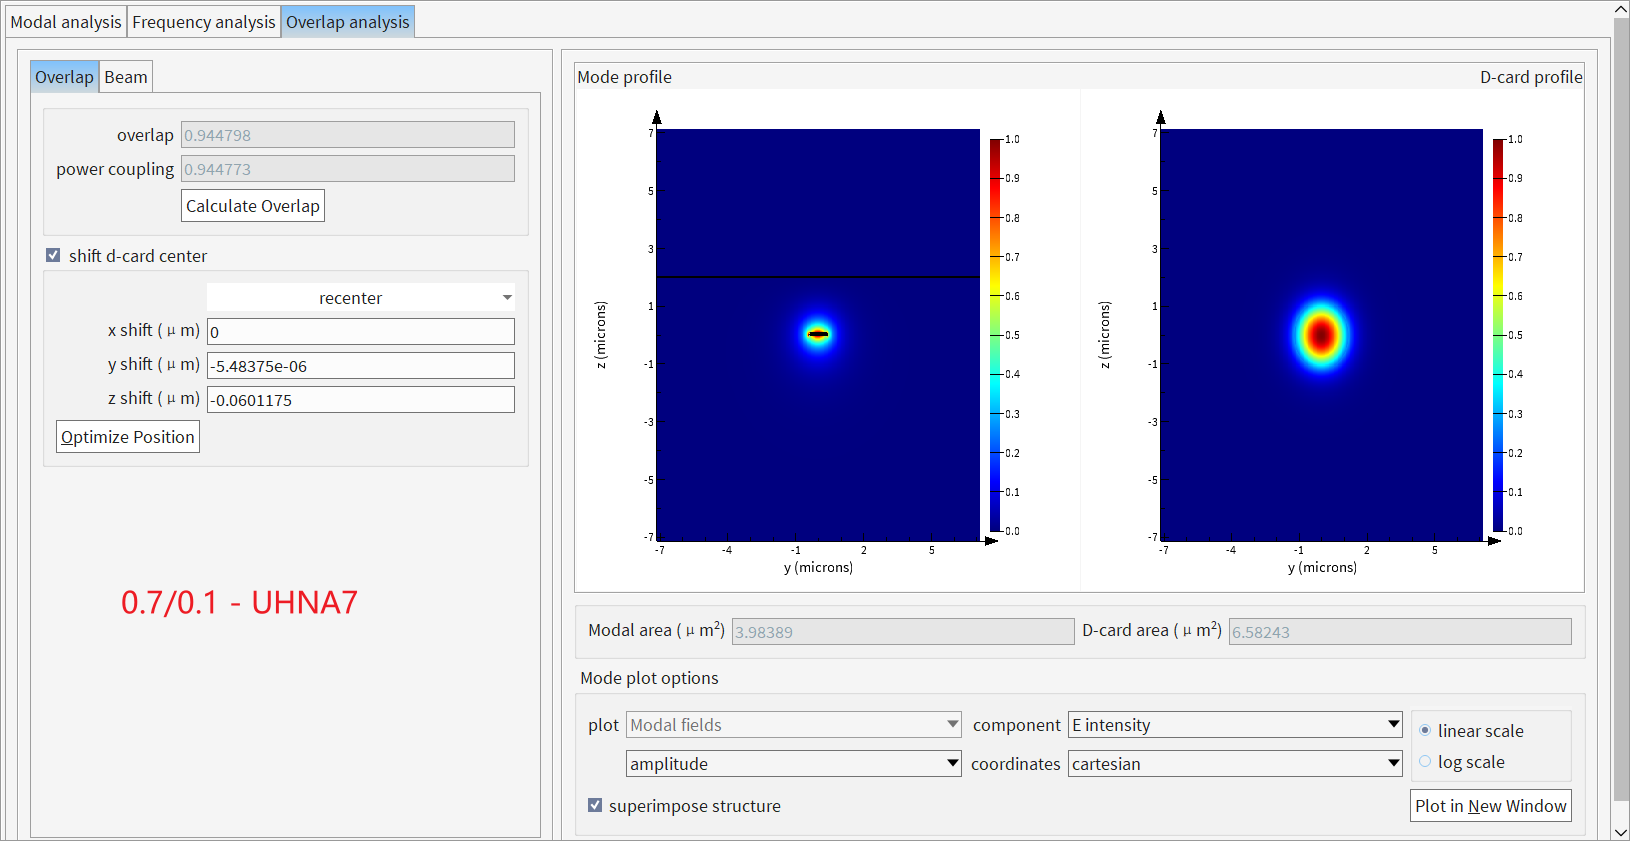 Modal analysis Frequency analysis Overlap analysis
Overlap Beam
overlap 0.944798
power coupling 0.944773
Calculate Overlap
shift d-card center
recenter
x shift ( μ m) 0
y shift ( μ m) -5.48375e-06
z shift ( μ m) -0.0601175
Optimize Position
0.7/0.1 - UHNA7
Mode profile
7
5
3
1
-1
-3
-5
-7
z (microns)
-7 -4 -1 2 5
y (microns)
1.0
0.9
0.8
0.7
0.6
0.5
0.4
0.3
0.2
0.1
0.0
D-card profile
7
5
3
1
-1
-3
-5
-7
z (microns)
-7 -4 -1 2 5
y (microns)
1.0
0.9
0.8
0.7
0.6
0.5
0.4
0.3
0.2
0.1
0.0
Modal area ( μ m²) 3.98389 D-card area ( μ m²) 6.58243
Mode plot options
plot Modal fields component E intensity
amplitude coordinates cartesian
linear scale
log scale
superimpose structure
Plot in New Window